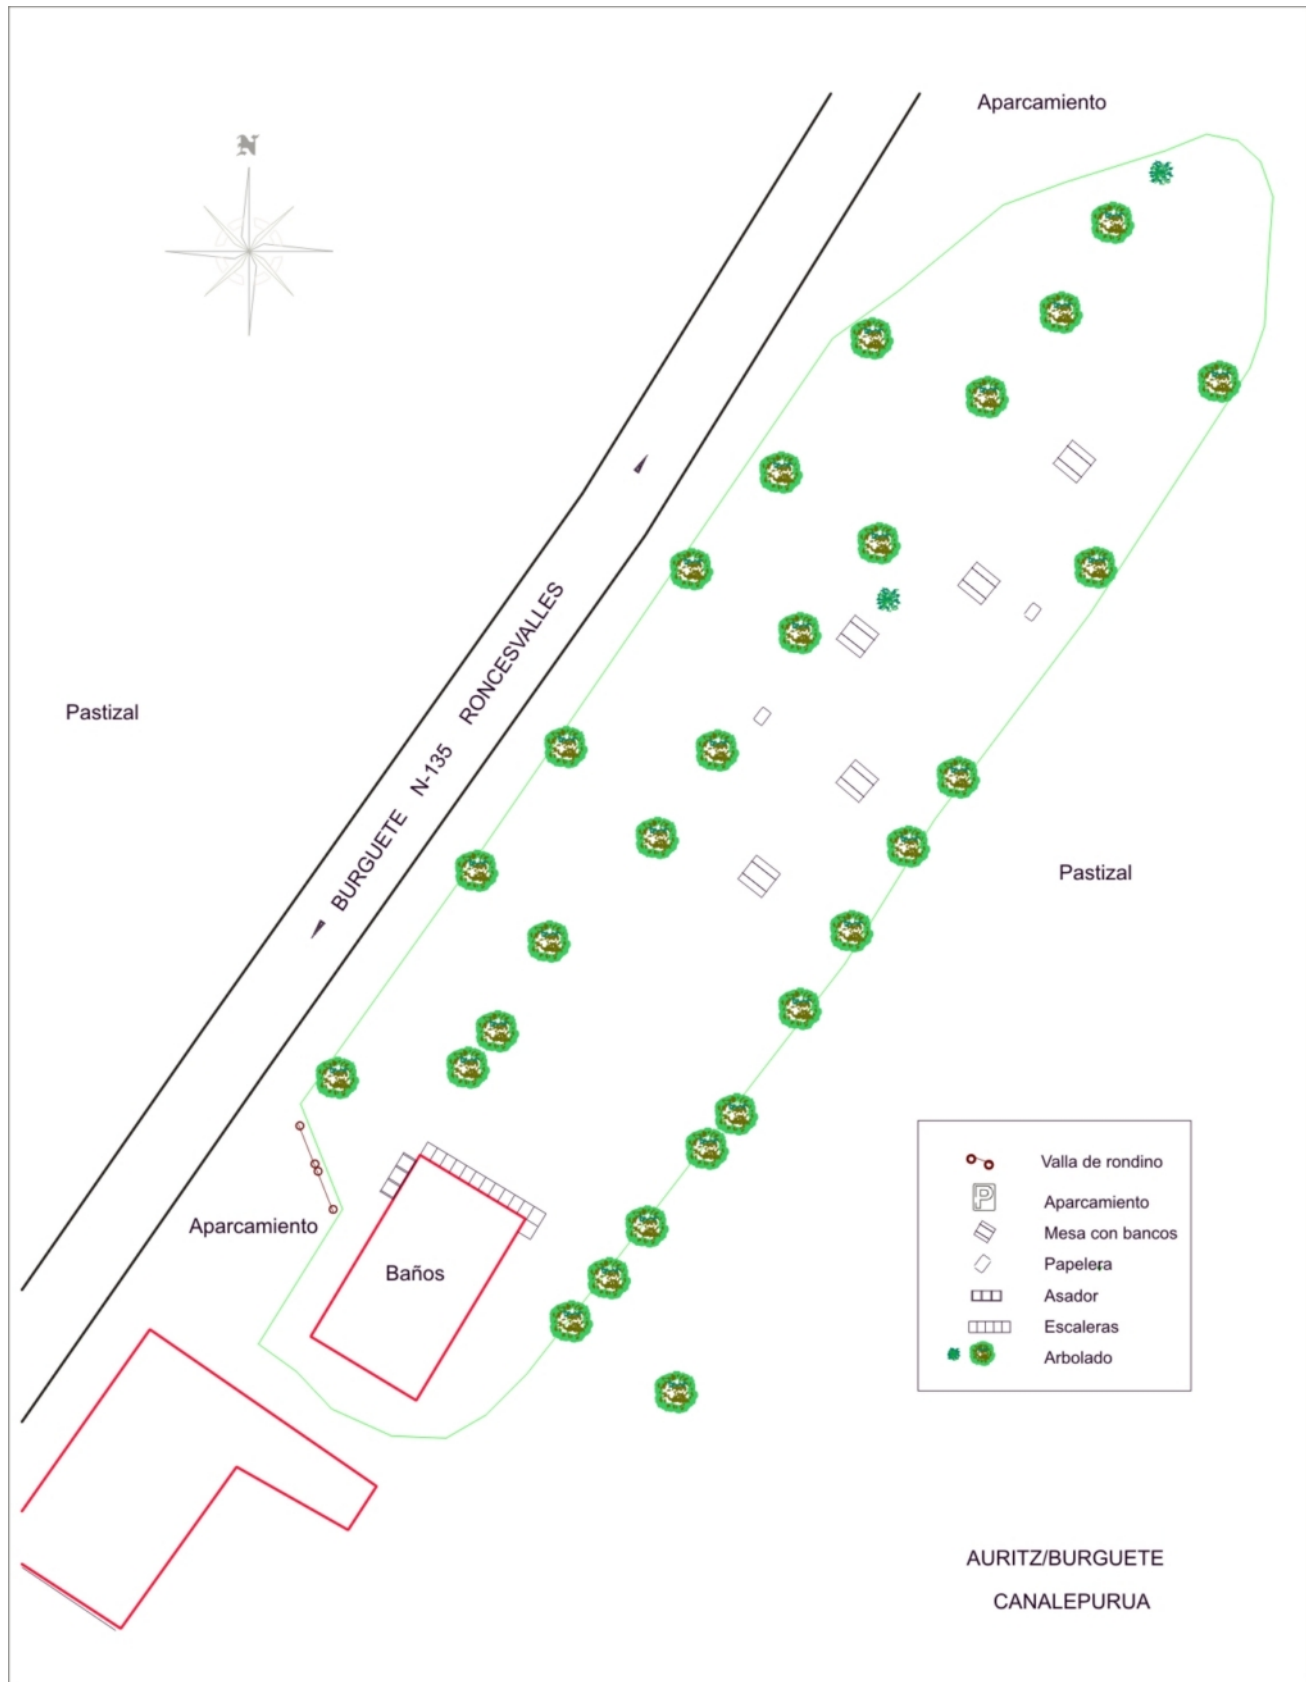 Aparcamiento
N
Pastizal
BURGUETE N-135 RONCESVALLES
Pastizal
Aparcamiento
Baños
Valla de rondino
P
Aparcamiento
Mesa con bancos
Papelera
Asador
Escaleras
Arbolado
AURITZ/BURGUETE
CANALEPURUA